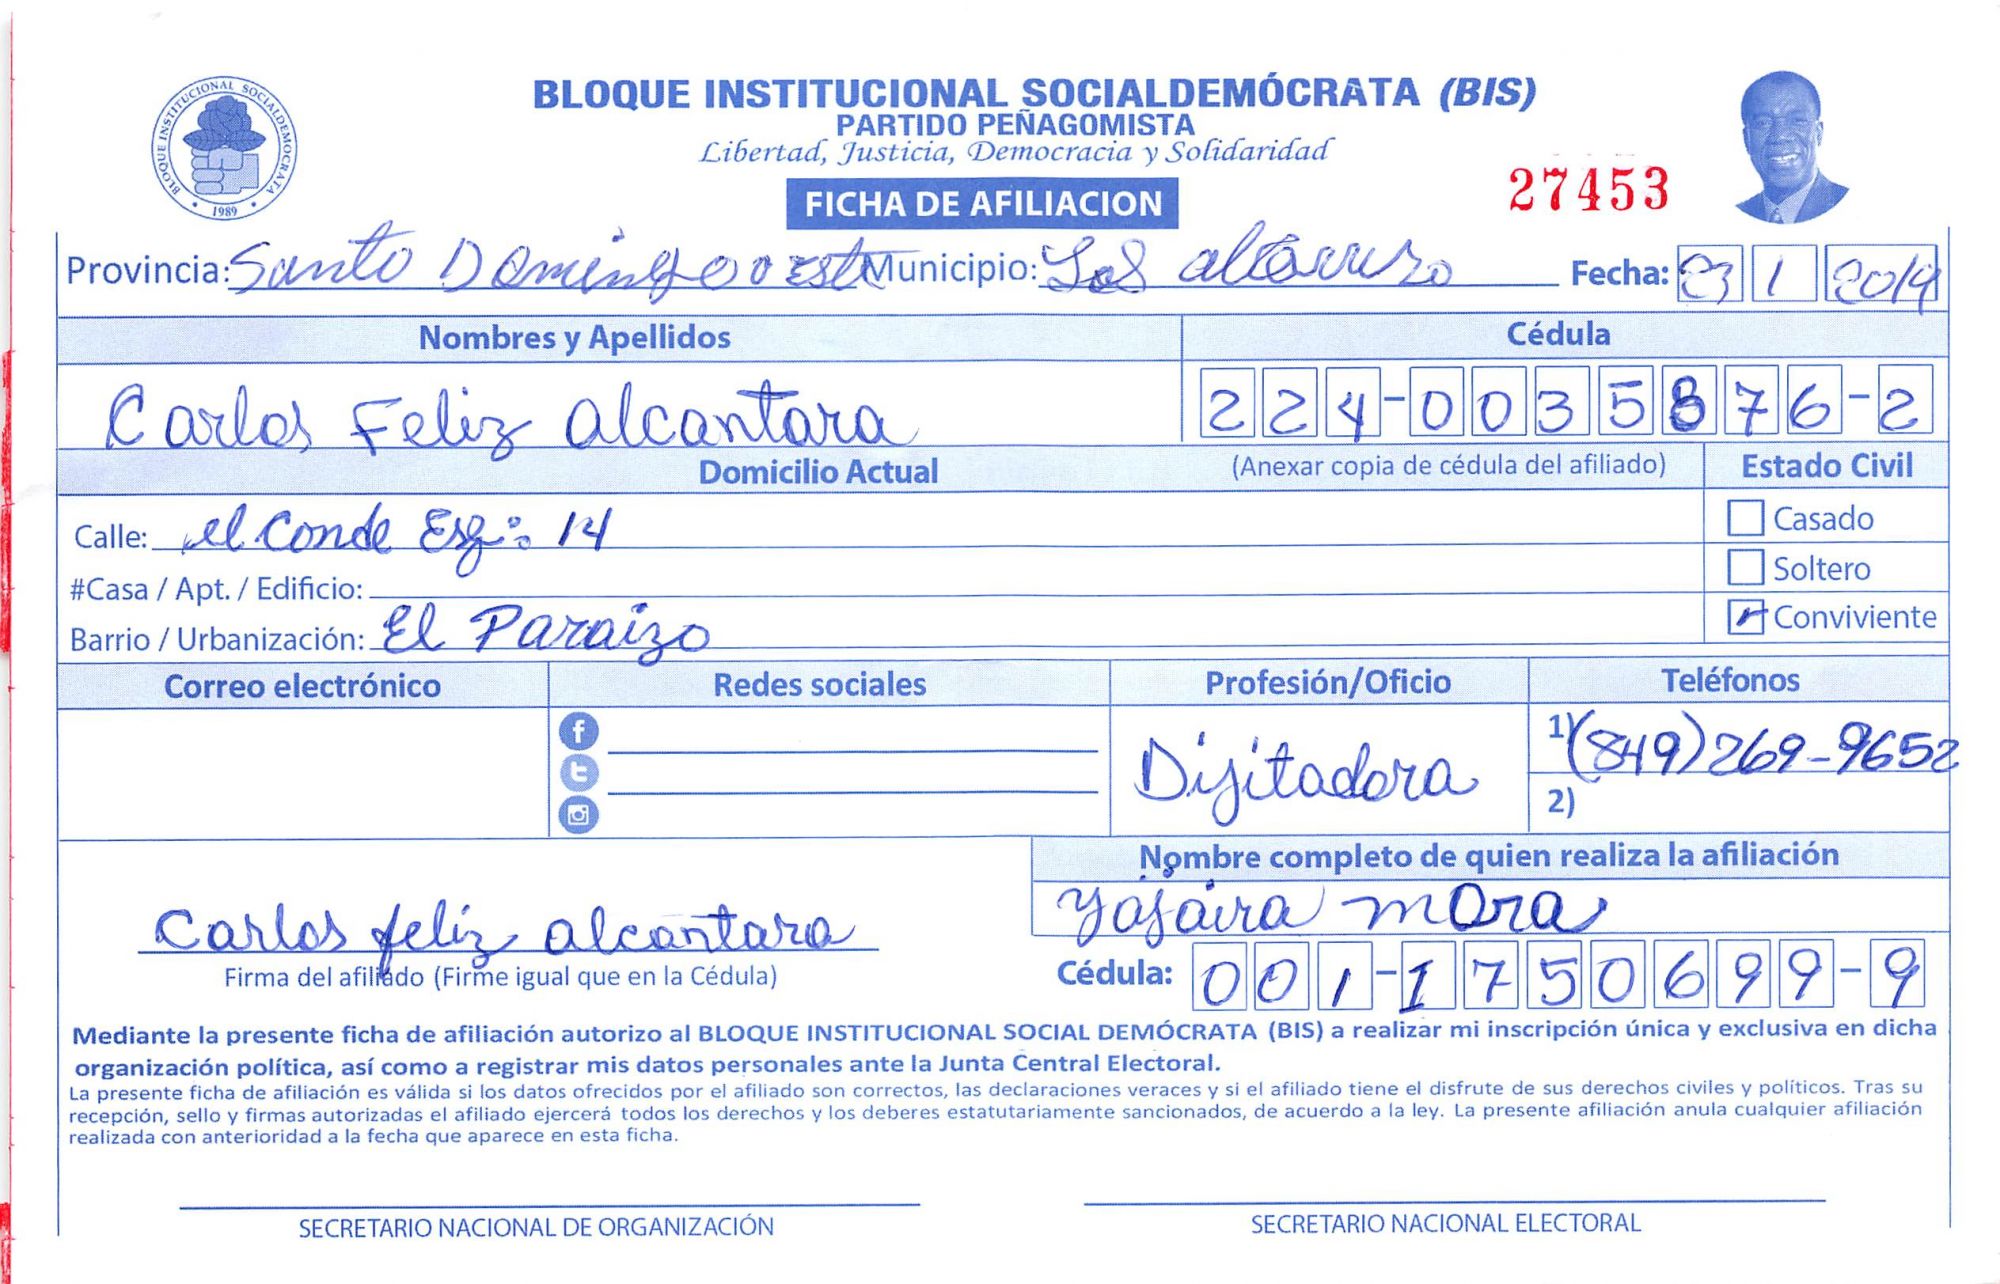 BLOQUE INSTITUCIONAL SOCIALDEMOCRATA
1989
BLOQUE INSTITUCIONAL SOCIALDEMÓCRATA (BIS)
PARTIDO PEÑAGOMISTA
Libertad, Justicia, Democracia y Solidaridad
FICHA DE AFILIACION
27453
Provincia: Santo Domingo oeste Municipio: Los alcarrizo Fecha: 23 1 2019
Nombres y Apellidos Cédula
Carlos Feliz alcantara 224-0035876-2
Domicilio Actual (Anexar copia de cédula del afiliado) Estado Civil
Calle: el Conde Esq: 14 Casado
#Casa / Apt. / Edificio: Soltero
Barrio / Urbanización: El Paraizo Conviviente
Correo electrónico Redes sociales Profesión/Oficio Teléfonos
Dijitadora 1) (849) 269-9652
2)
Nombre completo de quien realiza la afiliación
Yajaira mora
Carlos feliz alcantara
Firma del afiliado (Firme igual que en la Cédula) Cédula: 001-1750699-9
Mediante la presente ficha de afiliación autorizo al BLOQUE INSTITUCIONAL SOCIAL DEMÓCRATA (BIS) a realizar mi inscripción única y exclusiva en dicha
organización política, así como a registrar mis datos personales ante la Junta Central Electoral.
La presente ficha de afiliación es válida si los datos ofrecidos por el afiliado son correctos, las declaraciones veraces y si el afiliado tiene el disfrute de sus derechos civiles y políticos. Tras su
recepción, sello y firmas autorizadas el afiliado ejercerá todos los derechos y los deberes estatutariamente sancionados, de acuerdo a la ley. La presente afiliación anula cualquier afiliación
realizada con anterioridad a la fecha que aparece en esta ficha.
SECRETARIO NACIONAL DE ORGANIZACIÓN SECRETARIO NACIONAL ELECTORAL